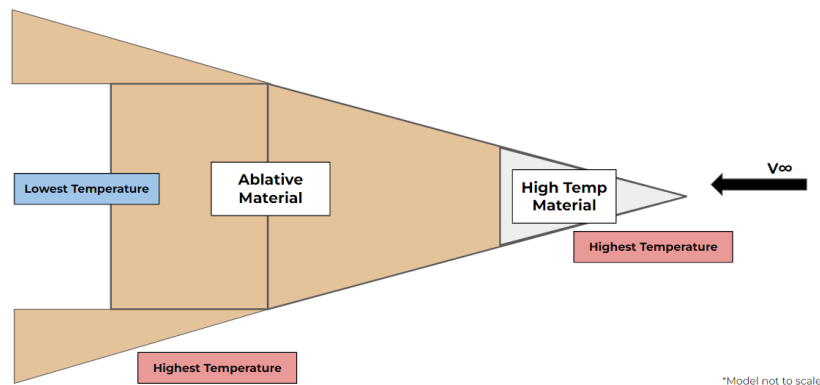 V∞
Lowest Temperature
Ablative
Material
High Temp
Material
Highest Temperature
Highest Temperature
*Model not to scale